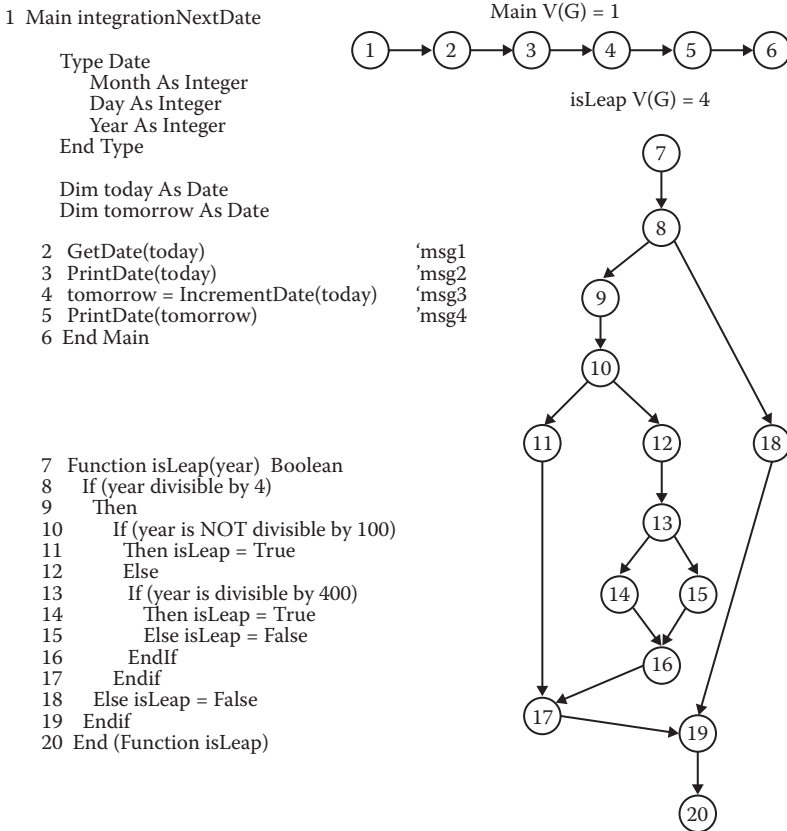 1 Main integrationNextDate
Type Date
Month As Integer
Day As Integer
Year As Integer
End Type
Dim today As Date
Dim tomorrow As Date
2 GetDate(today) ‘msg1
3 PrintDate(today) ’msg2
4 tomorrow = IncrementDate(today) ‘msg3
5 PrintDate(tomorrow) ’msg4
6 End Main
7 Function isLeap(year) Boolean
8 If (year divisible by 4)
9 Then
10 If (year is NOT divisible by 100)
11 Then isLeap = True
12 Else
13 If (year is divisible by 400)
14 Then isLeap = True
15 Else isLeap = False
16 EndIf
17 Endif
18 Else isLeap = False
19 Endif
20 End (Function isLeap)
Main V(G) = 1
1 2 3 4 5 6
isLeap V(G) = 4
7
8
9
10
11 12 18
13
14 15
16
17
19
20